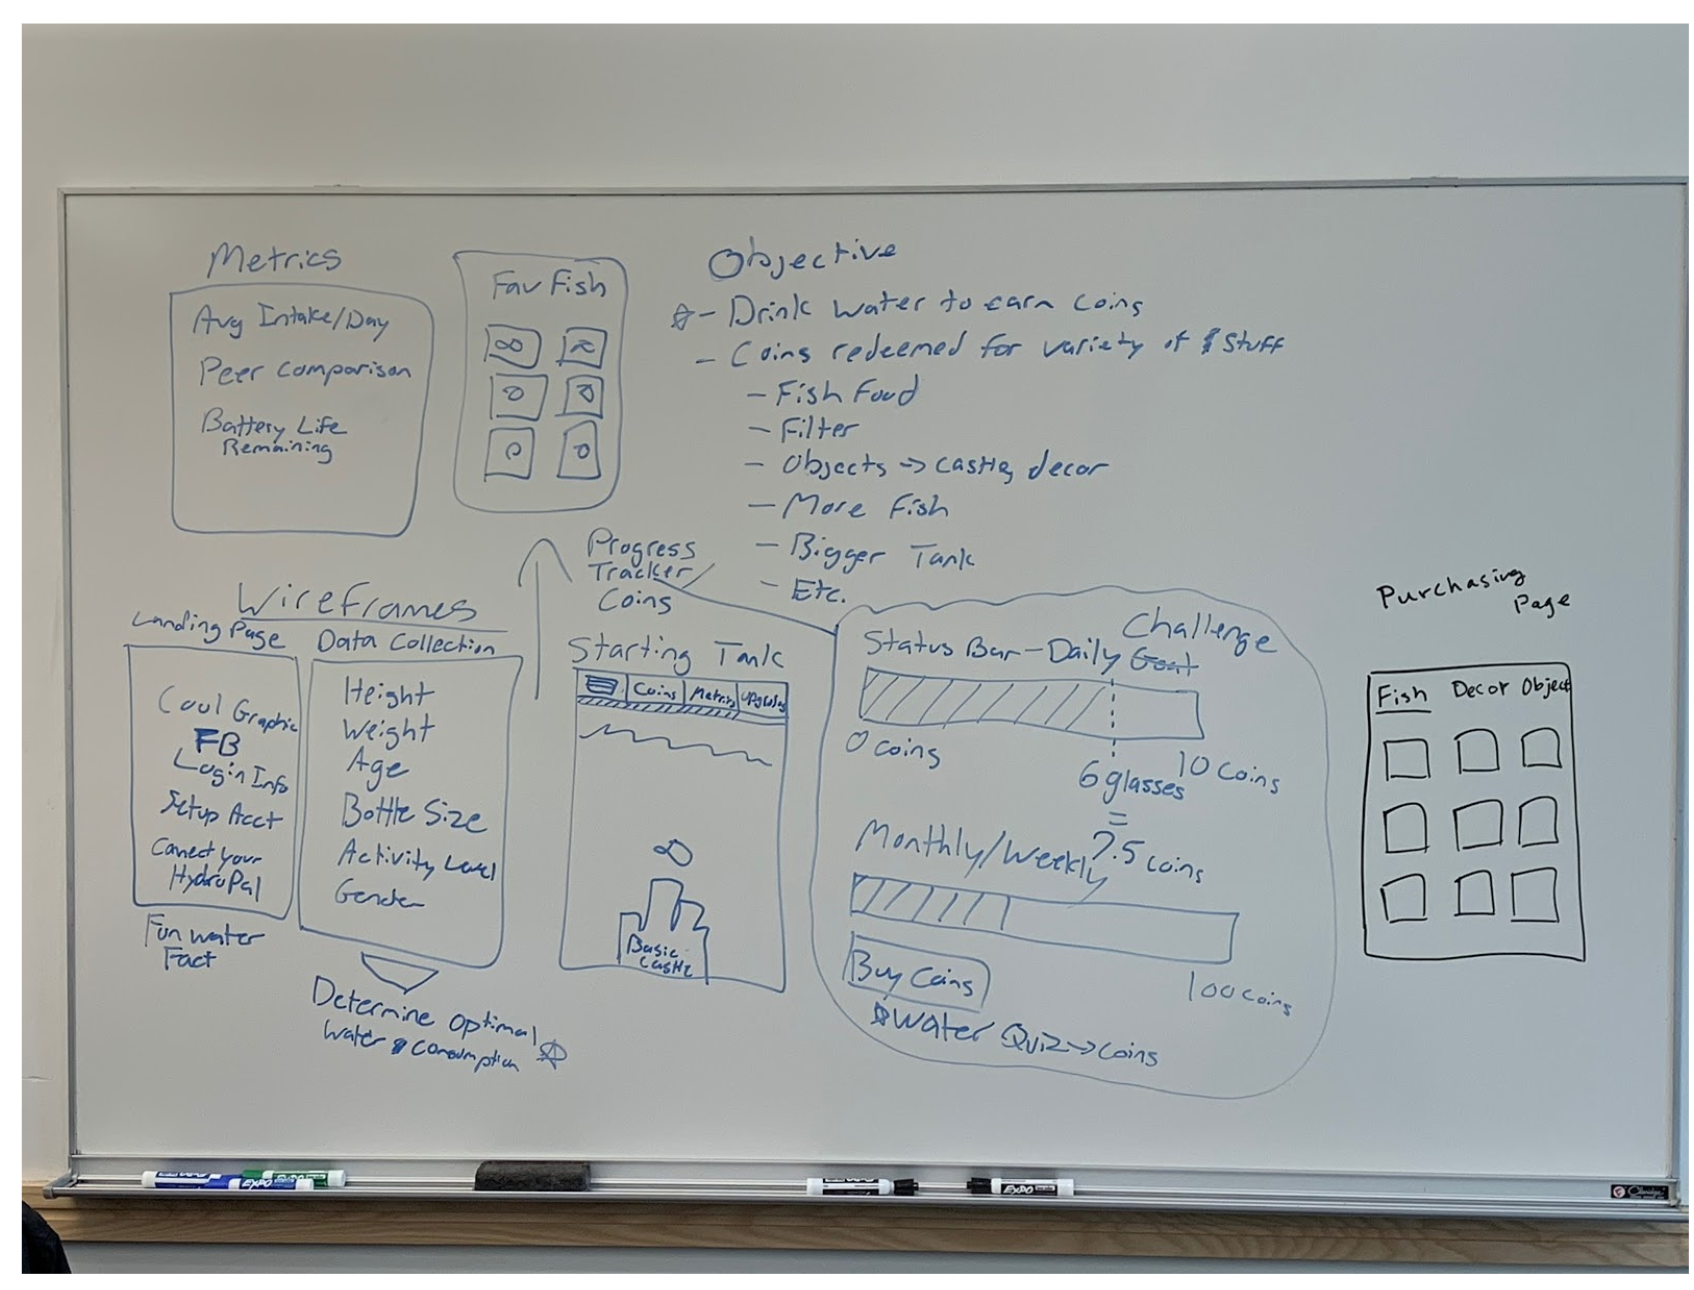 Metrics
Avg Intake/Day
Peer Comparison
Battery Life
Remaining
Fav Fish
Objective
- Drink Water to earn coins
- Coins redeemed for variety of stuff
- Fish Food
- Filter
- Objects → castle, decor
- More Fish
- Bigger Tank
- Etc.
Progress
Tracker
Coins
Wireframes
Landing Page
Cool Graphic
FB
Login Info
Setup Acct
Connect your
HydroPal
Fun water
Fact
Data Collection
Height
Weight
Age
Bottle Size
Activity Level
Gender
Determine optimal
water consumption
Starting Tank
Coins
Metrics
Upgrades
Basic
Castle
Challenge
Status Bar - Daily Goal
0 coins
6 glasses
=
7.5 coins
10 coins
Monthly/Weekly
100 coins
Buy Coins
Water Quiz → coins
Purchasing
Page
Fish Decor Object
EXPO
EXPO